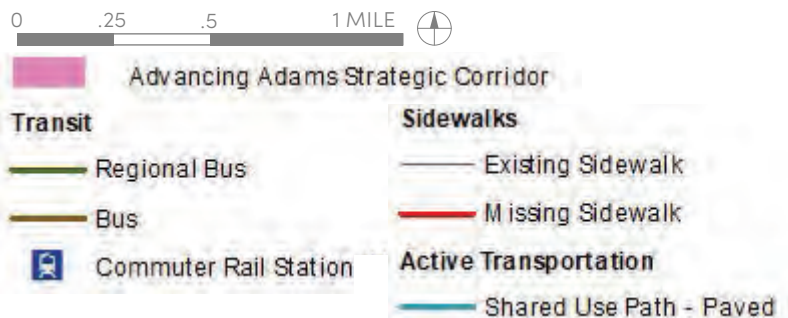 0 .25 .5 1 MILE
Advancing Adams Strategic Corridor
Transit
Regional Bus
Bus
Commuter Rail Station
Sidewalks
Existing Sidewalk
Missing Sidewalk
Active Transportation
Shared Use Path - Paved